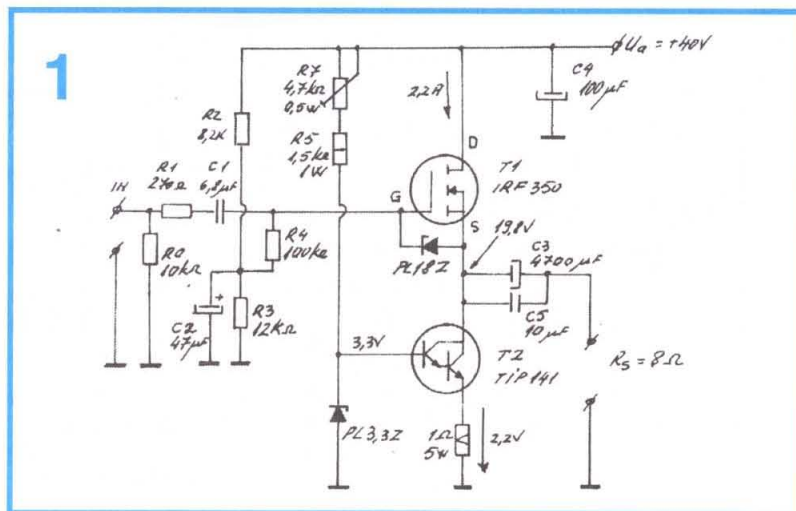 1
Ua = +40V
R7
4,7kΩ
0,5W
C4
100µF
2,2A
R2
8,2K
R5
1,5kΩ
1W
D
T1
IRF 350
IN
R1
270Ω
C1
6,8µF
G
S
19,8V
R4
100kΩ
PL18Z
C3
4700µF
R0
10kΩ
C5
10µF
C2
47µF
+
R3
12KΩ
3,3V
T2
TIP141
Rs = 8Ω
PL3,3Z
1Ω
5W
2,2V